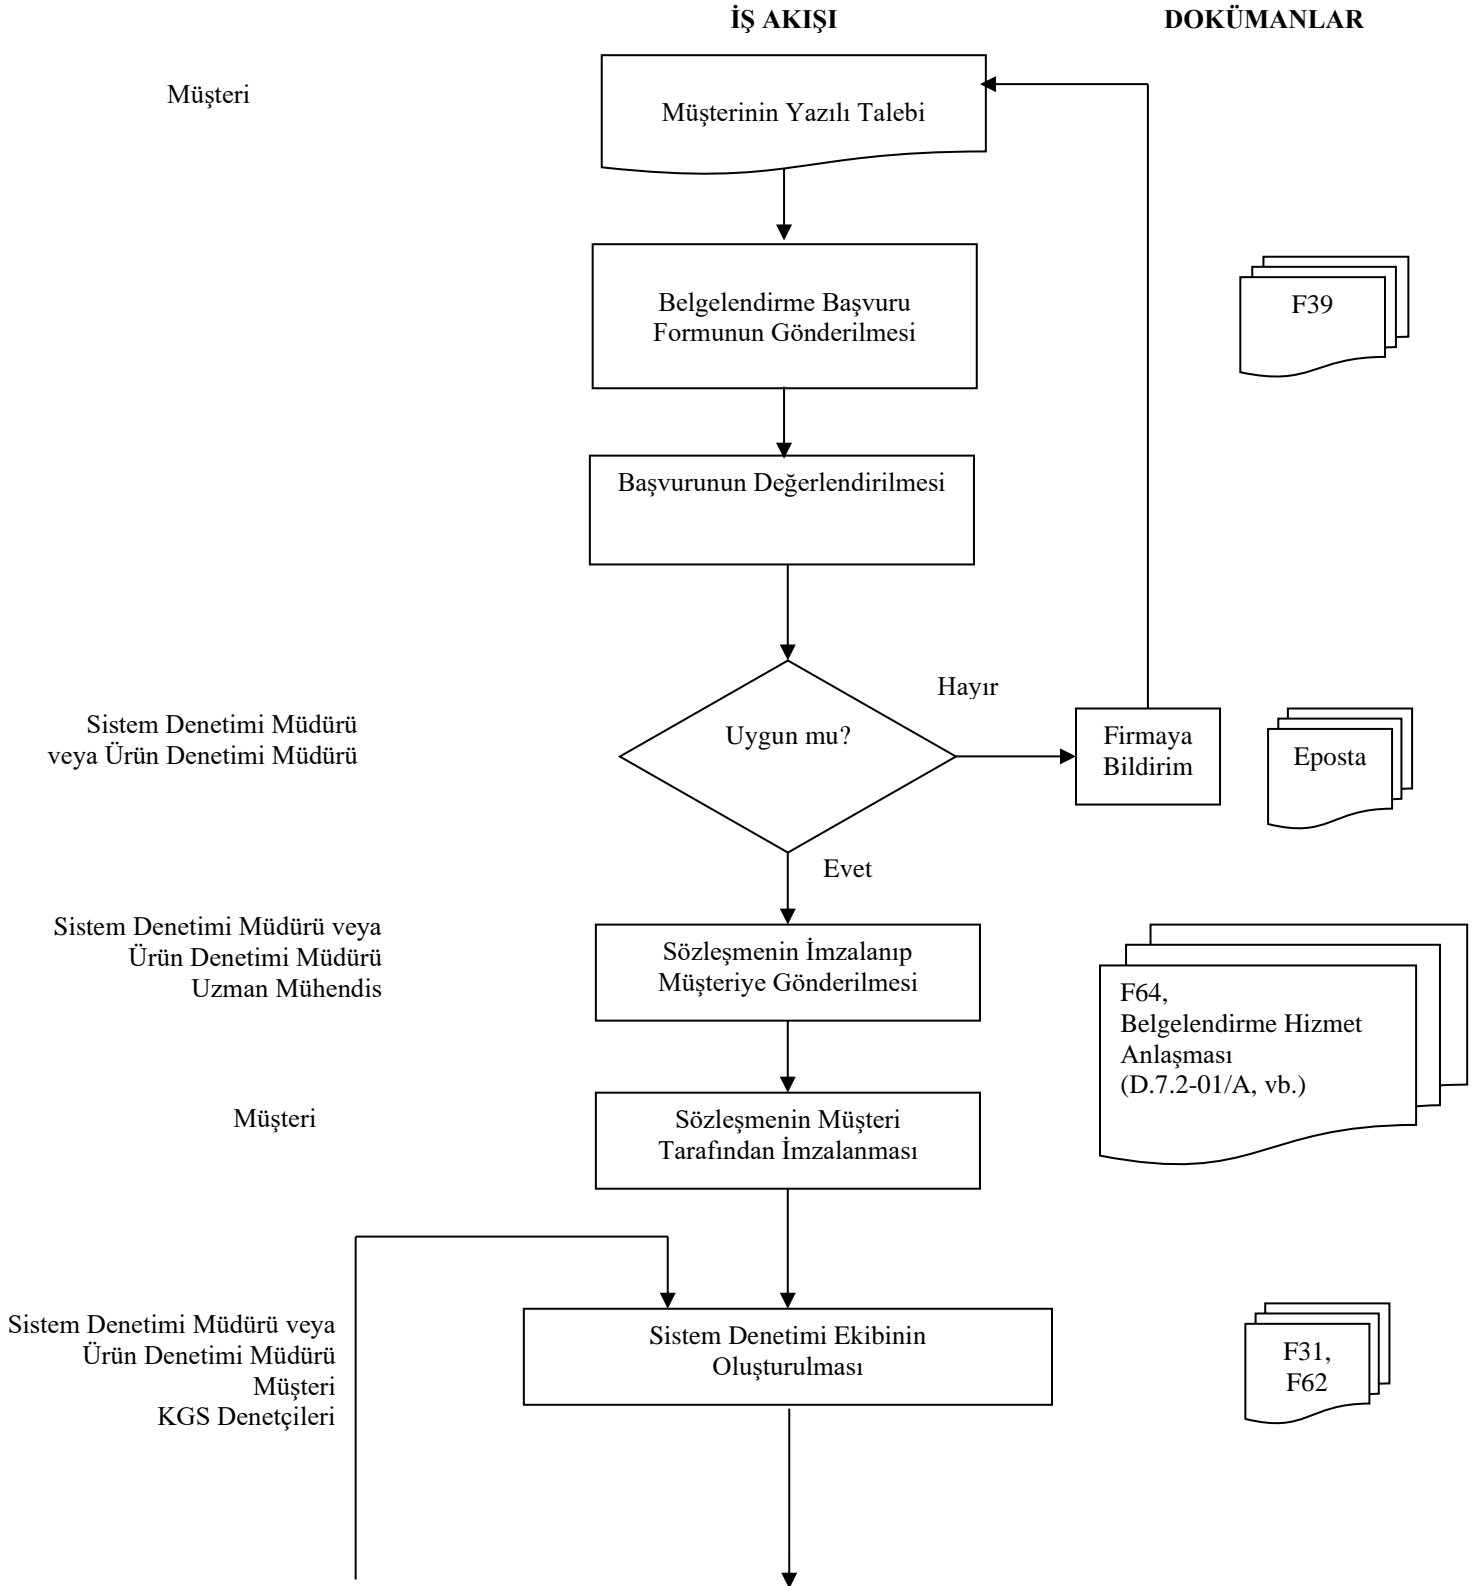 İŞ AKIŞI
DOKÜMANLAR
Müşteri
Müşterinin Yazılı Talebi
Belgelendirme Başvuru
Formunun Gönderilmesi
F39
Başvurunun Değerlendirilmesi
Hayır
Sistem Denetimi Müdürü
veya Ürün Denetimi Müdürü
Uygun mu?
Firmaya
Bildirim
Eposta
Evet
Sistem Denetimi Müdürü veya
Ürün Denetimi Müdürü
Uzman Mühendis
Sözleşmenin İmzalanıp
Müşteriye Gönderilmesi
F64,
Belgelendirme Hizmet
Anlaşması
(D.7.2-01/A, vb.)
Müşteri
Sözleşmenin Müşteri
Tarafından İmzalanması
Sistem Denetimi Müdürü veya
Ürün Denetimi Müdürü
Müşteri
KGS Denetçileri
Sistem Denetimi Ekibinin
Oluşturulması
F31,
F62